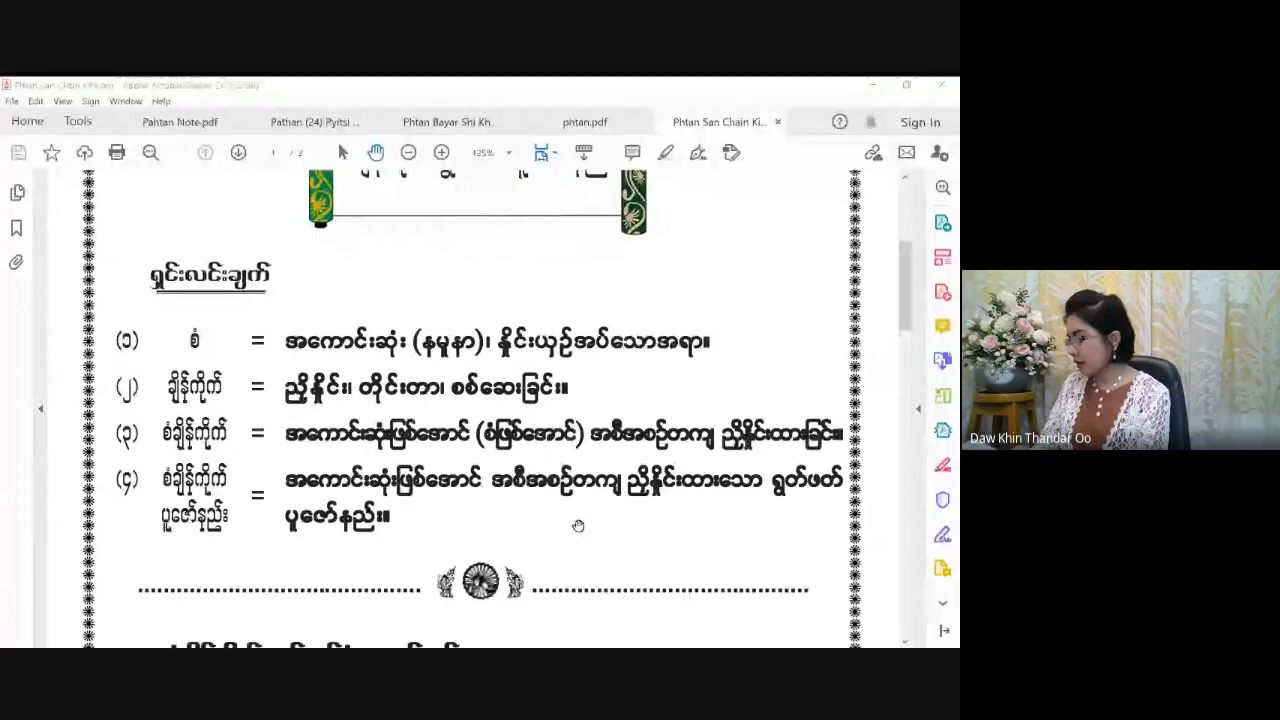 File Edit View Sign Window Help
Home Tools Pahtan Note.pdf Pathan (24) Pyitsi ... Phtan Bayar Shi Kh.. phtan.pdf Phtan San Chain Ki... × Sign In
1 / 2 125%
ရှင်းလင်းချက်
(၁) စံ = အကောင်းဆုံး (နမူနာ)၊ နှိုင်းယှဉ်အပ်သောအရာ။
(၂) ချိန်ကိုက် = ညှိနှိုင်း၊ တိုင်းတာ၊ စစ်ဆေးခြင်း။
(၃) စံချိန်ကိုက် = အကောင်းဆုံးဖြစ်အောင် (စံဖြစ်အောင်) အစီအစဉ်တကျ ညှိနှိုင်းထားခြင်း။
(၄) စံချိန်ကိုက် ပူဇော်နည်း = အကောင်းဆုံးဖြစ်အောင် အစီအစဉ်တကျ ညှိနှိုင်းထားသော ရွတ်ဖတ်
ပူဇော်နည်း။
Daw Khin Thandar Oo